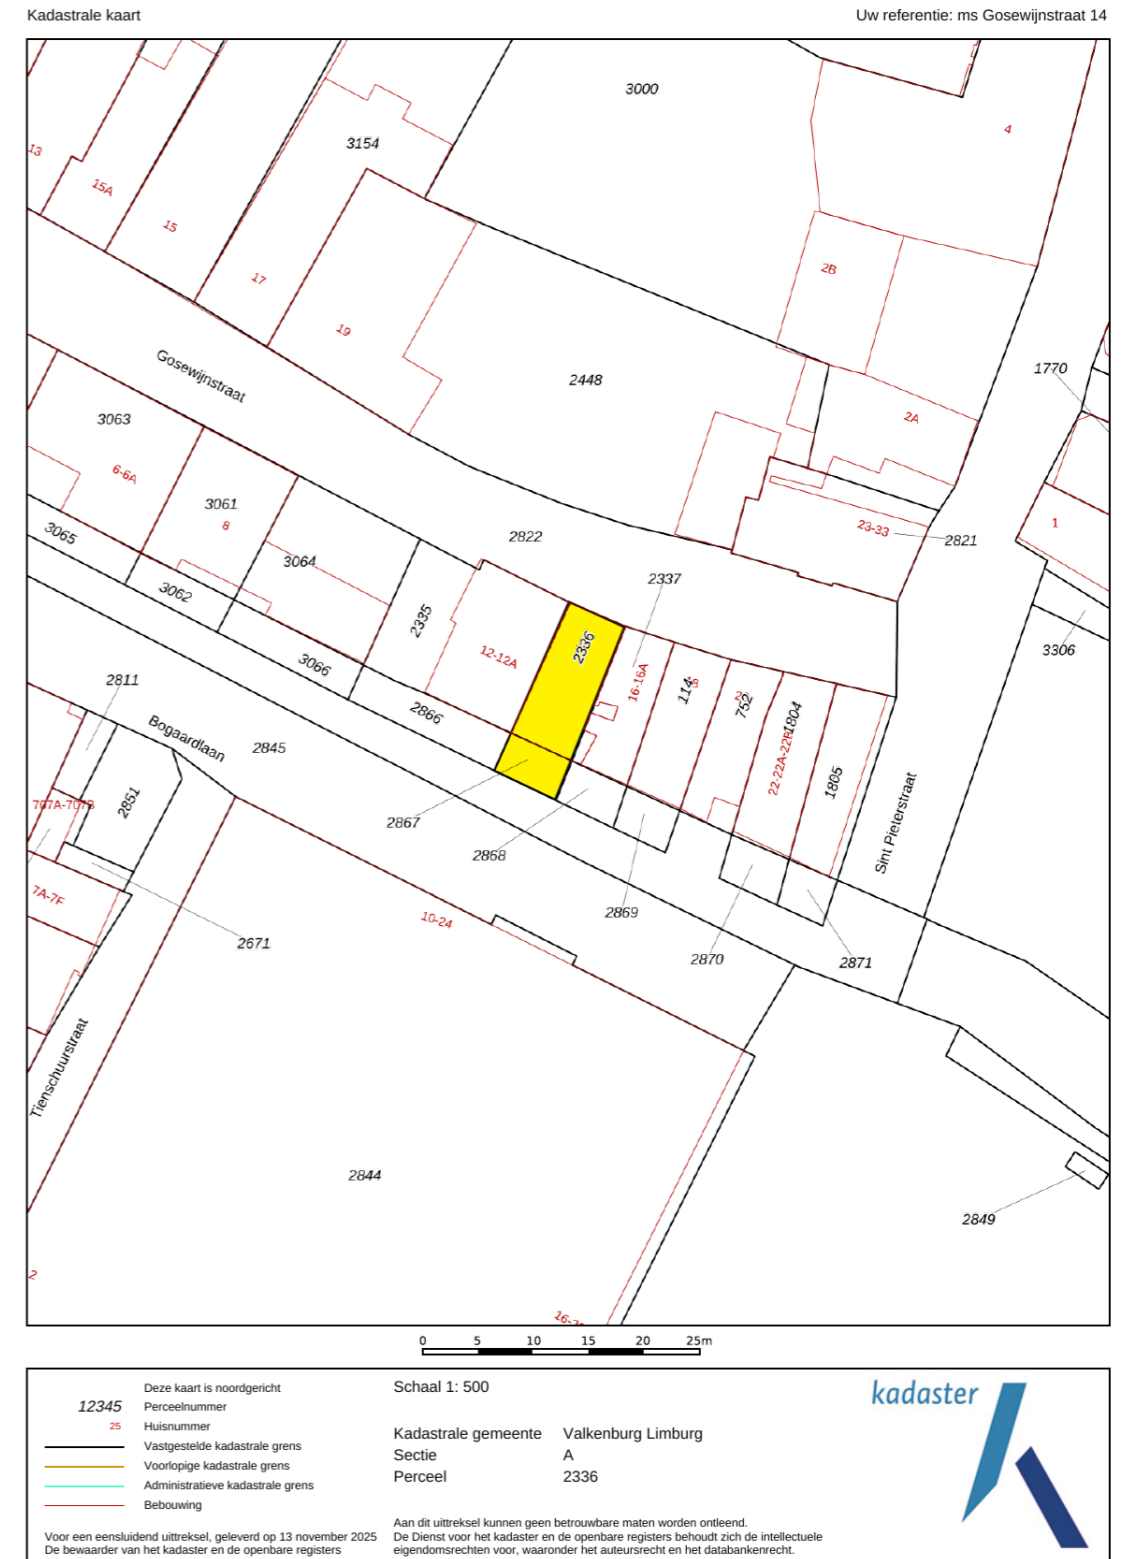 Kadastrale kaart
Uw referentie: ms Gosewijnstraat 14
3000
4
3154
13
15A
15
2B
17
19
Gosewijnstraat
2448
1770
2A
3063
6-6A
3061
8
23-33
1
3065
2822
2821
3064
2337
3062
2335
2336
3306
12-12A
3066
16-16A
2811
114
752
2866
1804
Bogaardlaan
2845
22-22A-22B
1805
707A-707B
2851
2867
Sint Pieterstraat
2868
7A-7F
2869
10-24
2671
2870
2871
Tienschuurstraat
2844
2849
2
0 5 10 15 20 25m
Deze kaart is noordgericht
12345 Perceelnummer
25 Huisnummer
Vastgestelde kadastrale grens
Voorlopige kadastrale grens
Administratieve kadastrale grens
Bebouwing
Voor een eensluidend uittreksel, geleverd op 13 november 2025
De bewaarder van het kadaster en de openbare registers
Schaal 1: 500
Kadastrale gemeente Valkenburg Limburg
Sectie A
Perceel 2336
Aan dit uittreksel kunnen geen betrouwbare maten worden ontleend.
De Dienst voor het kadaster en de openbare registers behoudt zich de intellectuele
eigendomsrechten voor, waaronder het auteursrecht en het databankenrecht.
kadaster